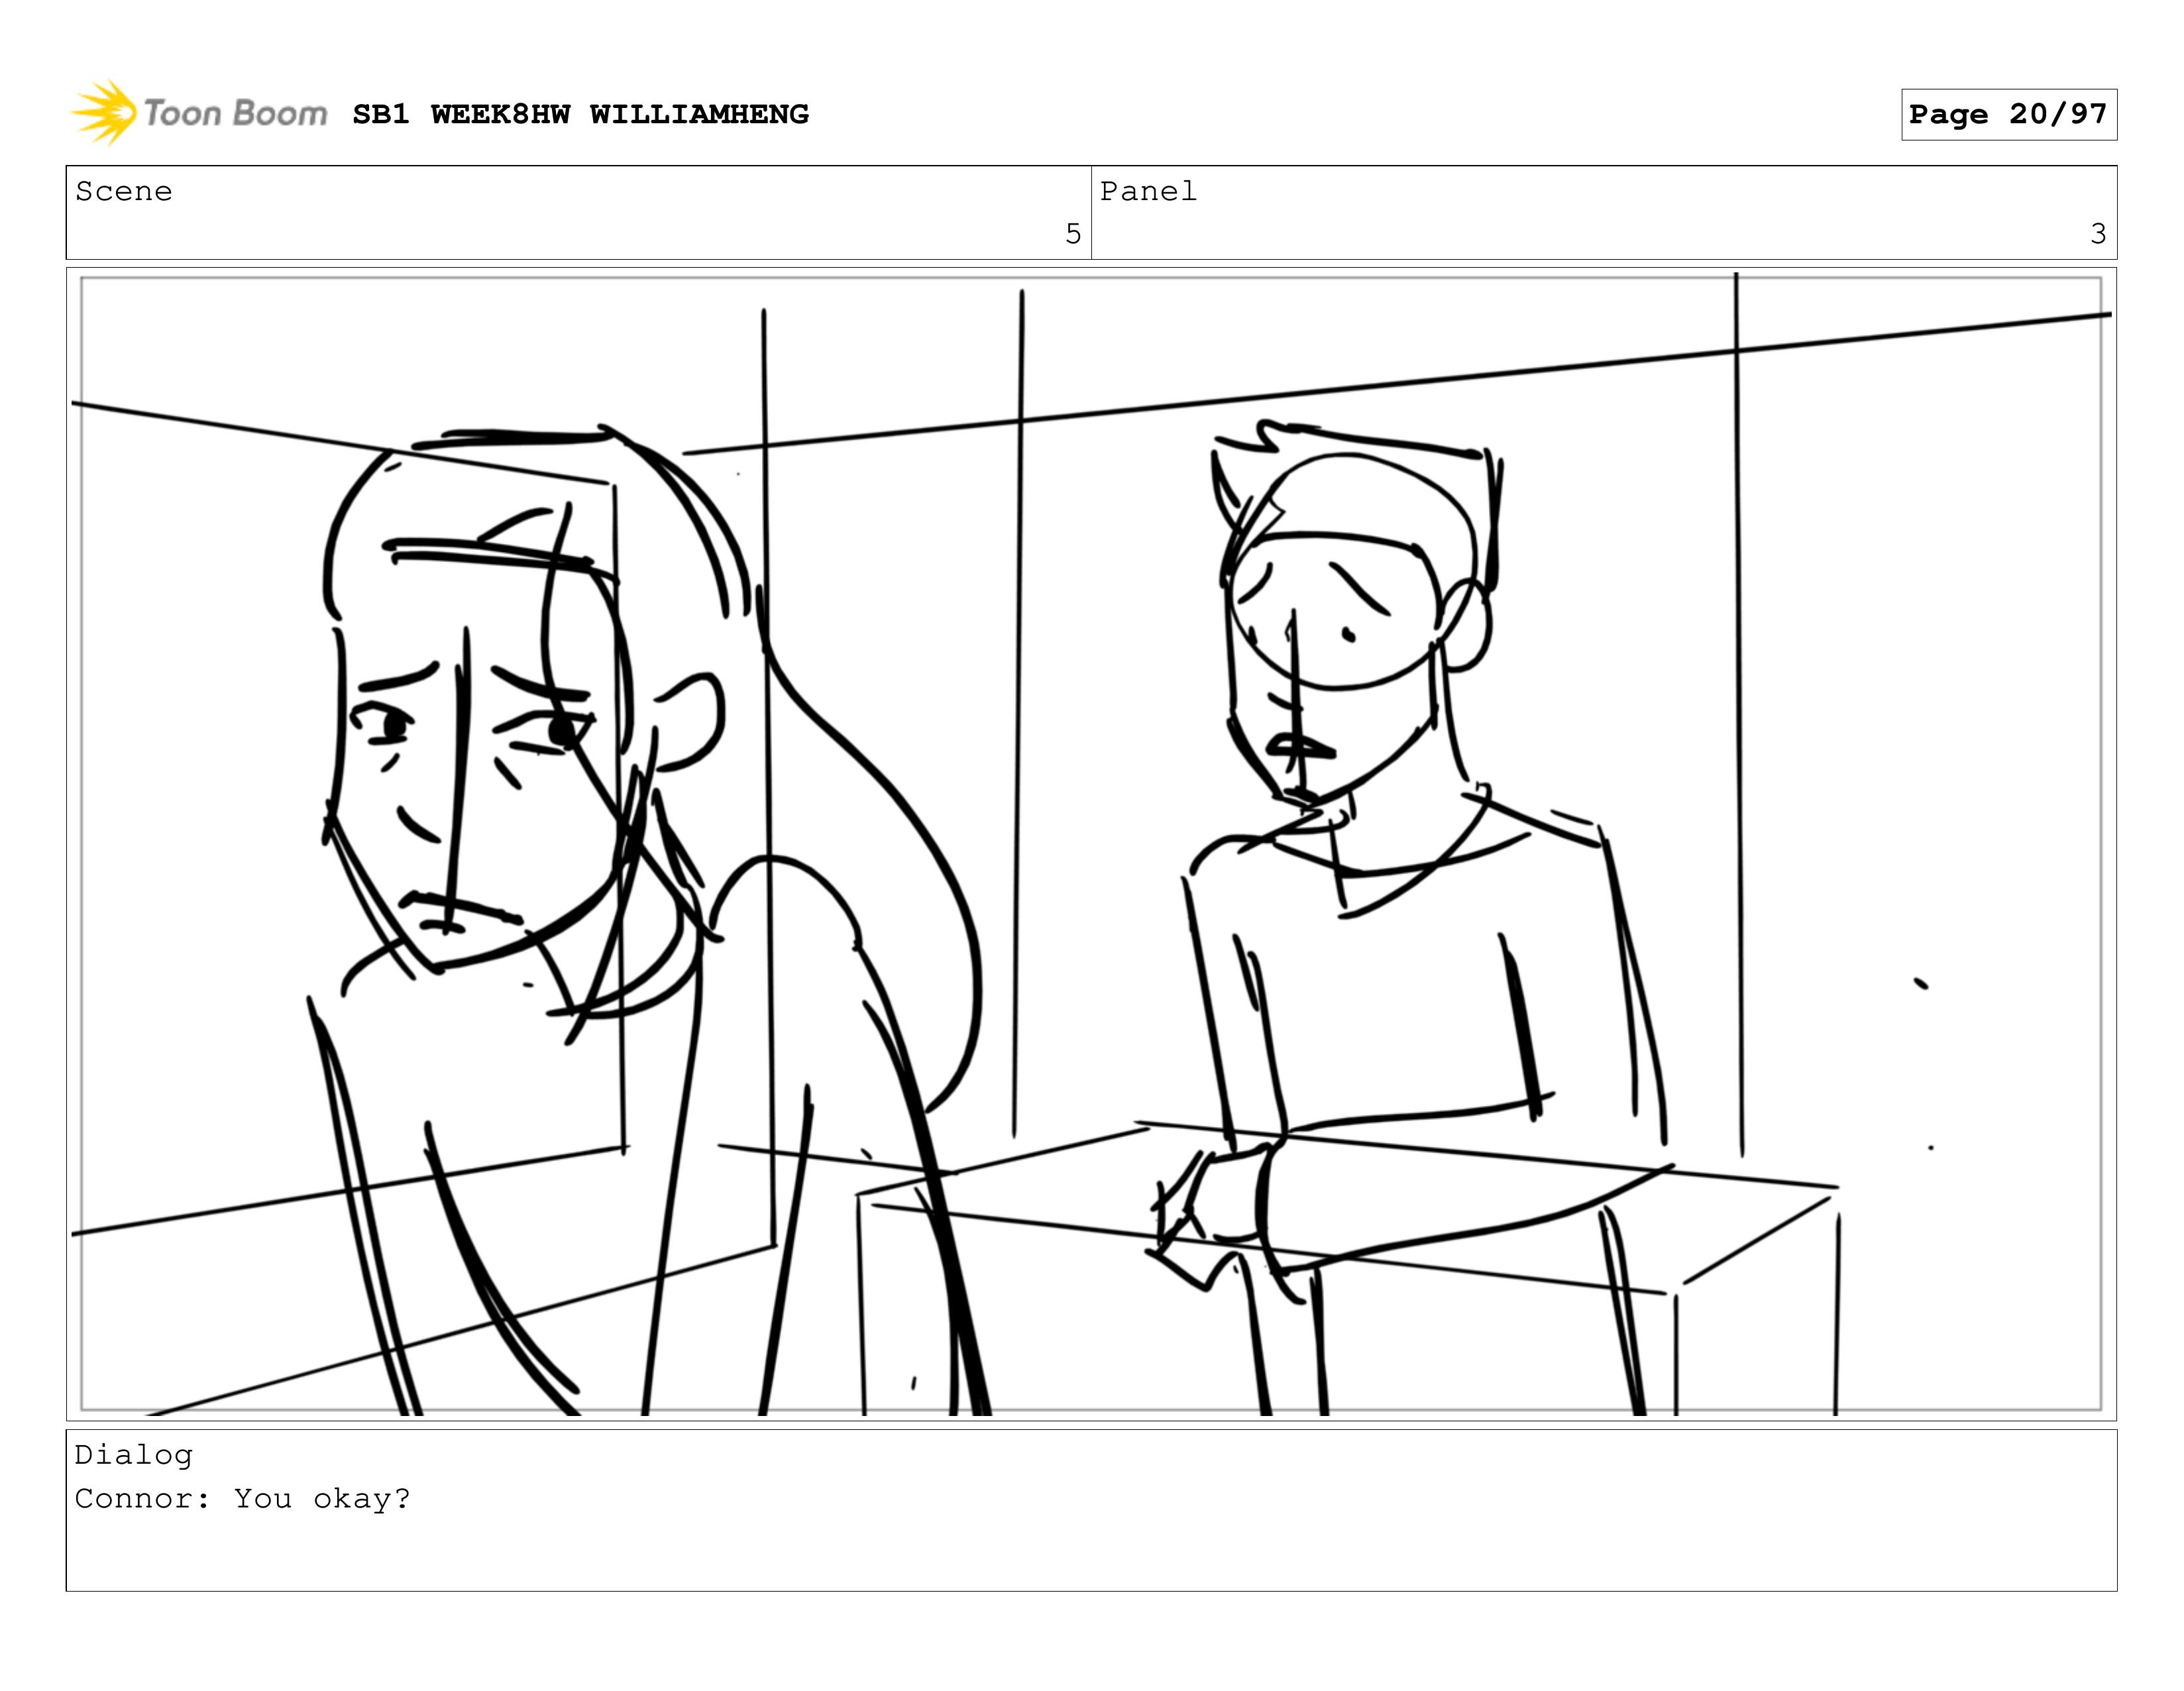 Toon Boom SB1 WEEK8HW WILLIAMHENG
Page 20/97
Scene
5
Panel
3
Dialog
Connor: You okay?